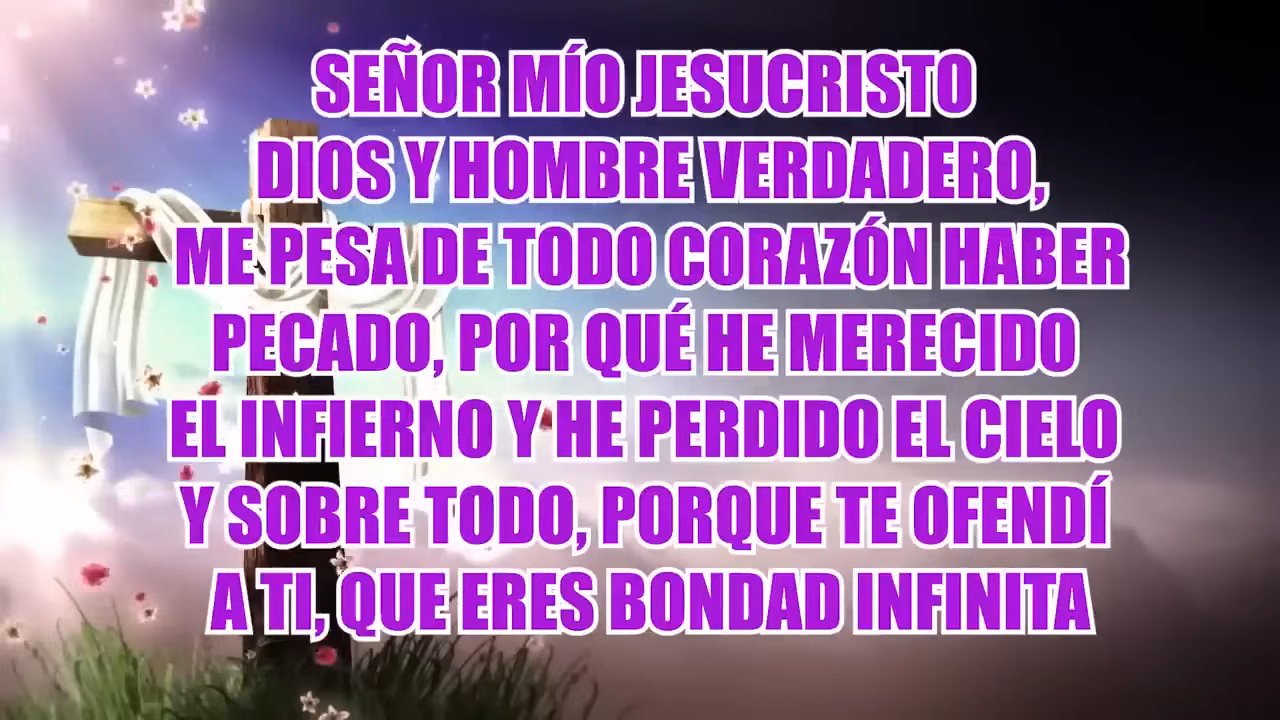 SEÑOR MÍO JESUCRISTO
DIOS Y HOMBRE VERDADERO,
ME PESA DE TODO CORAZÓN HABER
PECADO, POR QUÉ HE MERECIDO
EL INFIERNO Y HE PERDIDO EL CIELO
Y SOBRE TODO, PORQUE TE OFENDÍ
A TI, QUE ERES BONDAD INFINITA